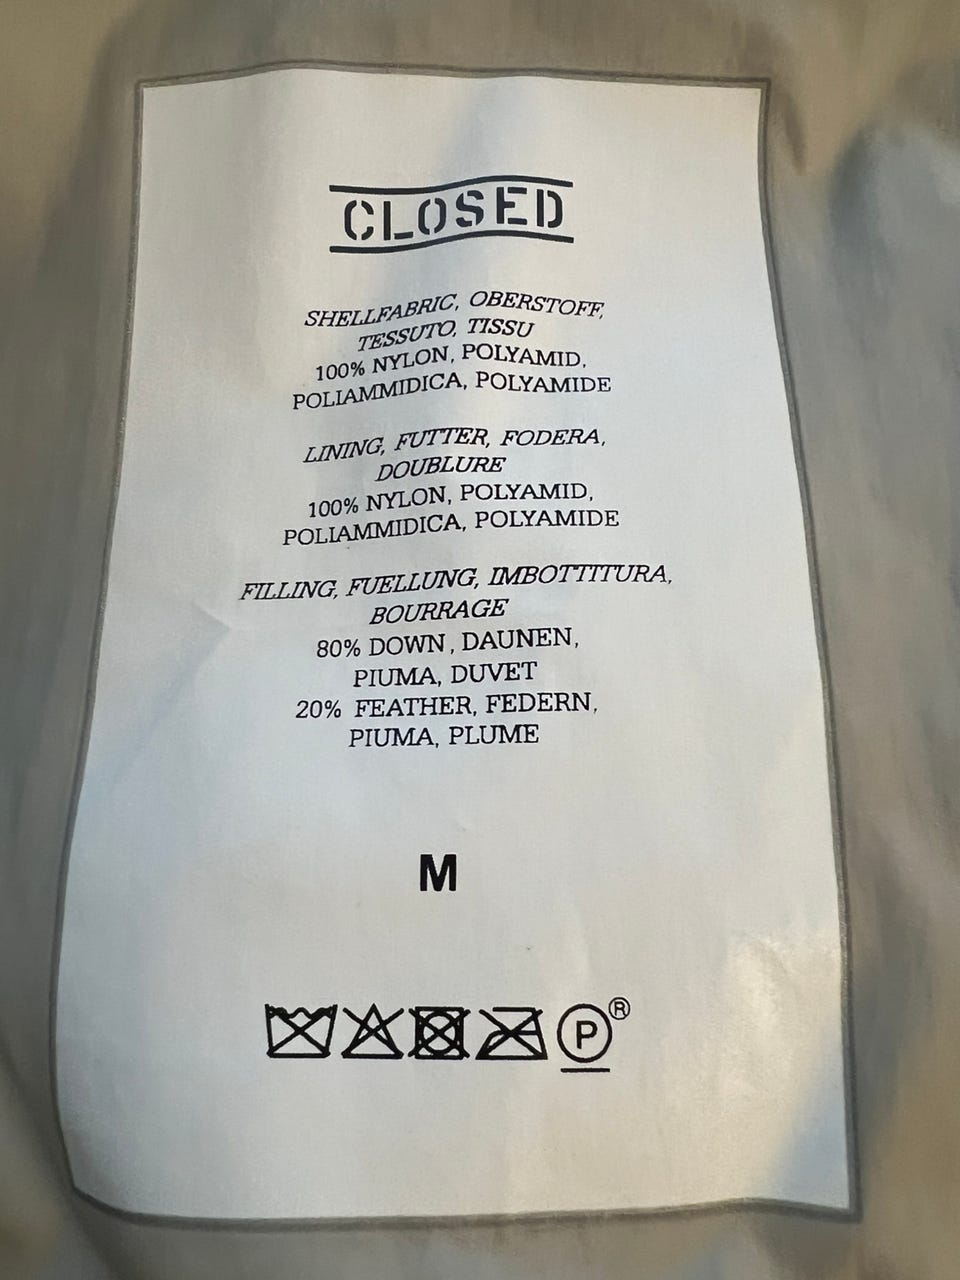 CLOSED
SHELLFABRIC, OBERSTOFF,
TESSUTO, TISSU
100% NYLON, POLYAMID,
POLIAMMIDICA, POLYAMIDE
LINING, FUTTER, FODERA,
DOUBLURE
100% NYLON, POLYAMID,
POLIAMMIDICA, POLYAMIDE
FILLING, FUELLUNG, IMBOTTITURA,
BOURRAGE
80% DOWN, DAUNEN,
PIUMA, DUVET
20% FEATHER, FEDERN,
PIUMA, PLUME
M
P ®